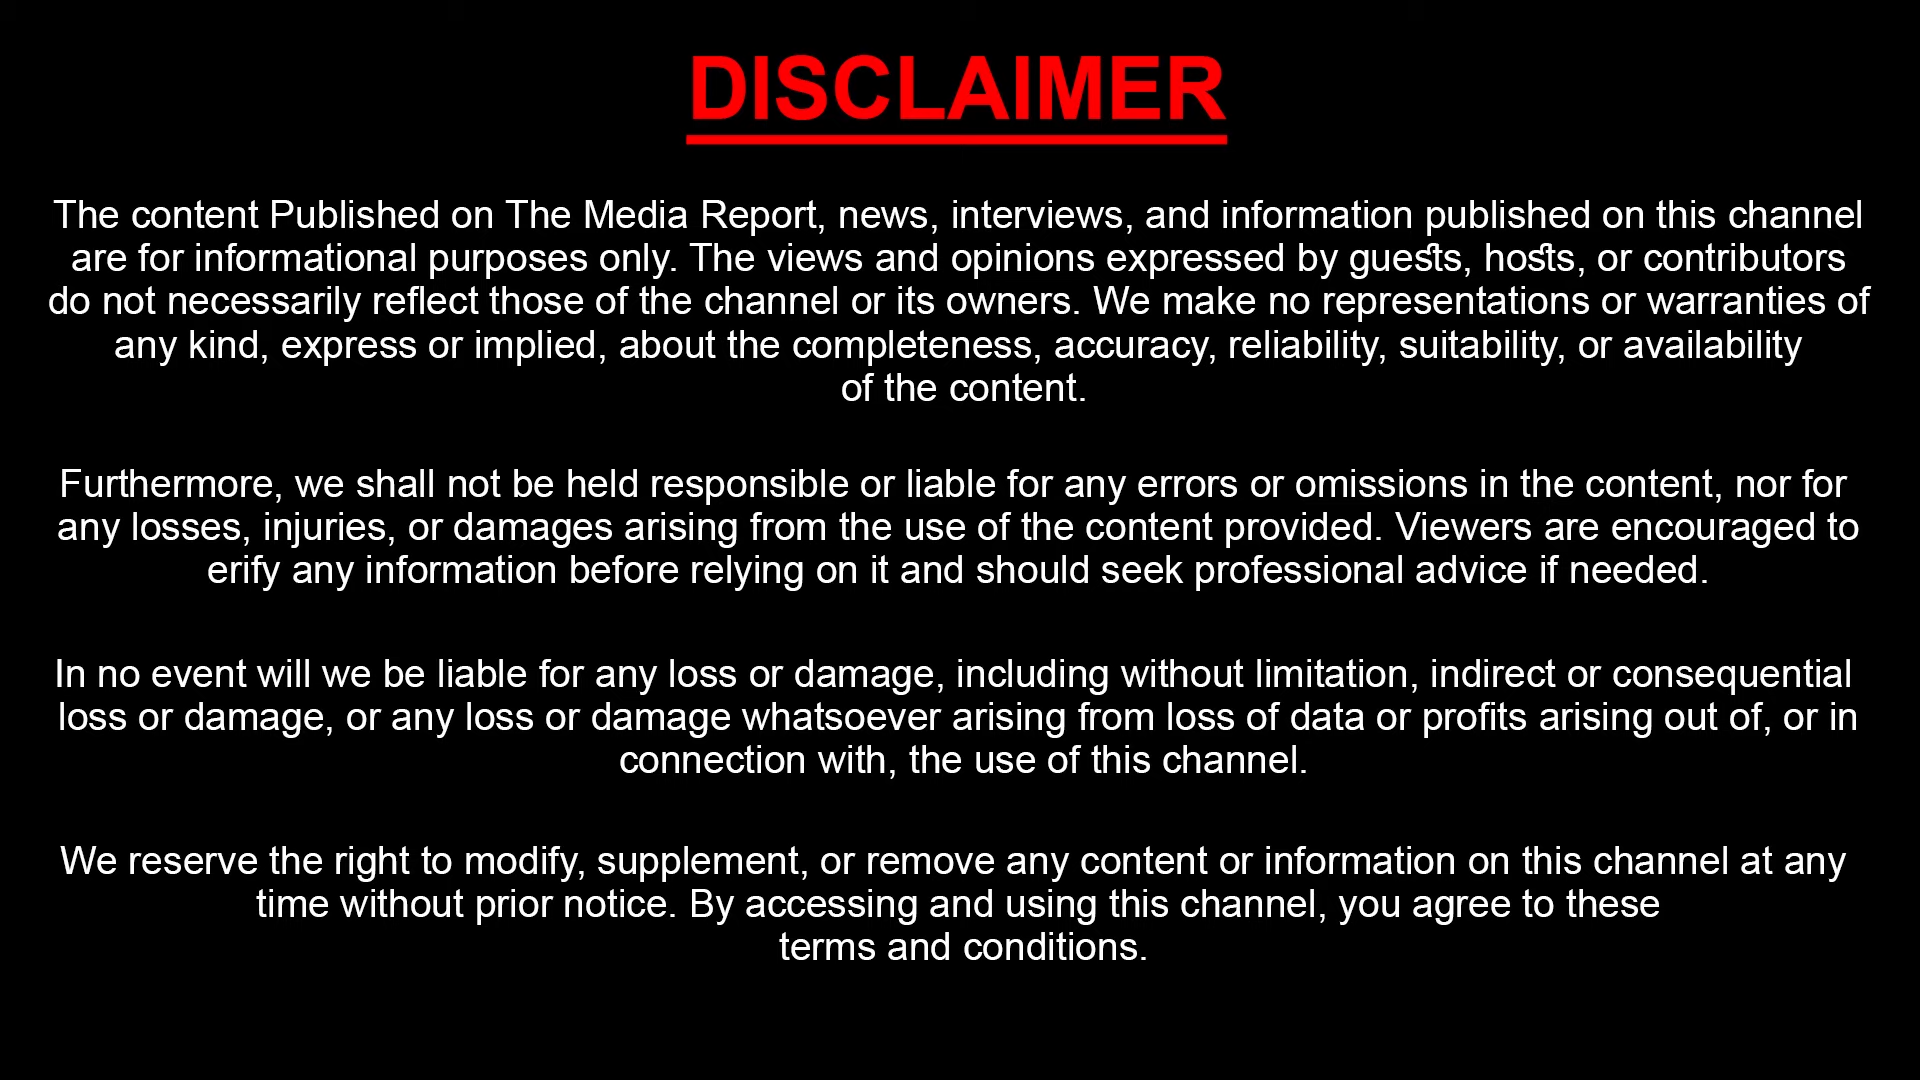 DISCLAIMER
The content Published on The Media Report, news, interviews, and information published on this channel
are for informational purposes only. The views and opinions expressed by guests, hosts, or contributors
do not necessarily reflect those of the channel or its owners. We make no representations or warranties of
any kind, express or implied, about the completeness, accuracy, reliability, suitability, or availability
of the content.
Furthermore, we shall not be held responsible or liable for any errors or omissions in the content, nor for
any losses, injuries, or damages arising from the use of the content provided. Viewers are encouraged to
erify any information before relying on it and should seek professional advice if needed.
In no event will we be liable for any loss or damage, including without limitation, indirect or consequential
loss or damage, or any loss or damage whatsoever arising from loss of data or profits arising out of, or in
connection with, the use of this channel.
We reserve the right to modify, supplement, or remove any content or information on this channel at any
time without prior notice. By accessing and using this channel, you agree to these
terms and conditions.